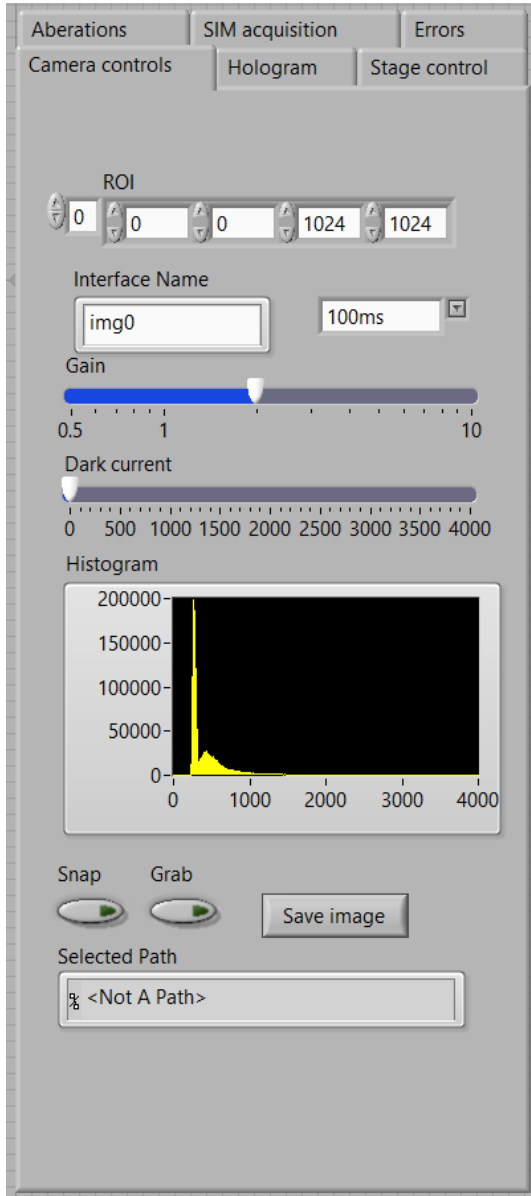 Aberations SIM acquisition Errors
Camera controls Hologram Stage control
ROI
0 0 0 1024 1024
Interface Name
img0 100ms
Gain
0.5 1 10
Dark current
0 500 1000 1500 2000 2500 3000 3500 4000
Histogram
200000
150000
100000
50000
0
0 1000 2000 3000 4000
Snap Grab
Save image
Selected Path
<Not A Path>